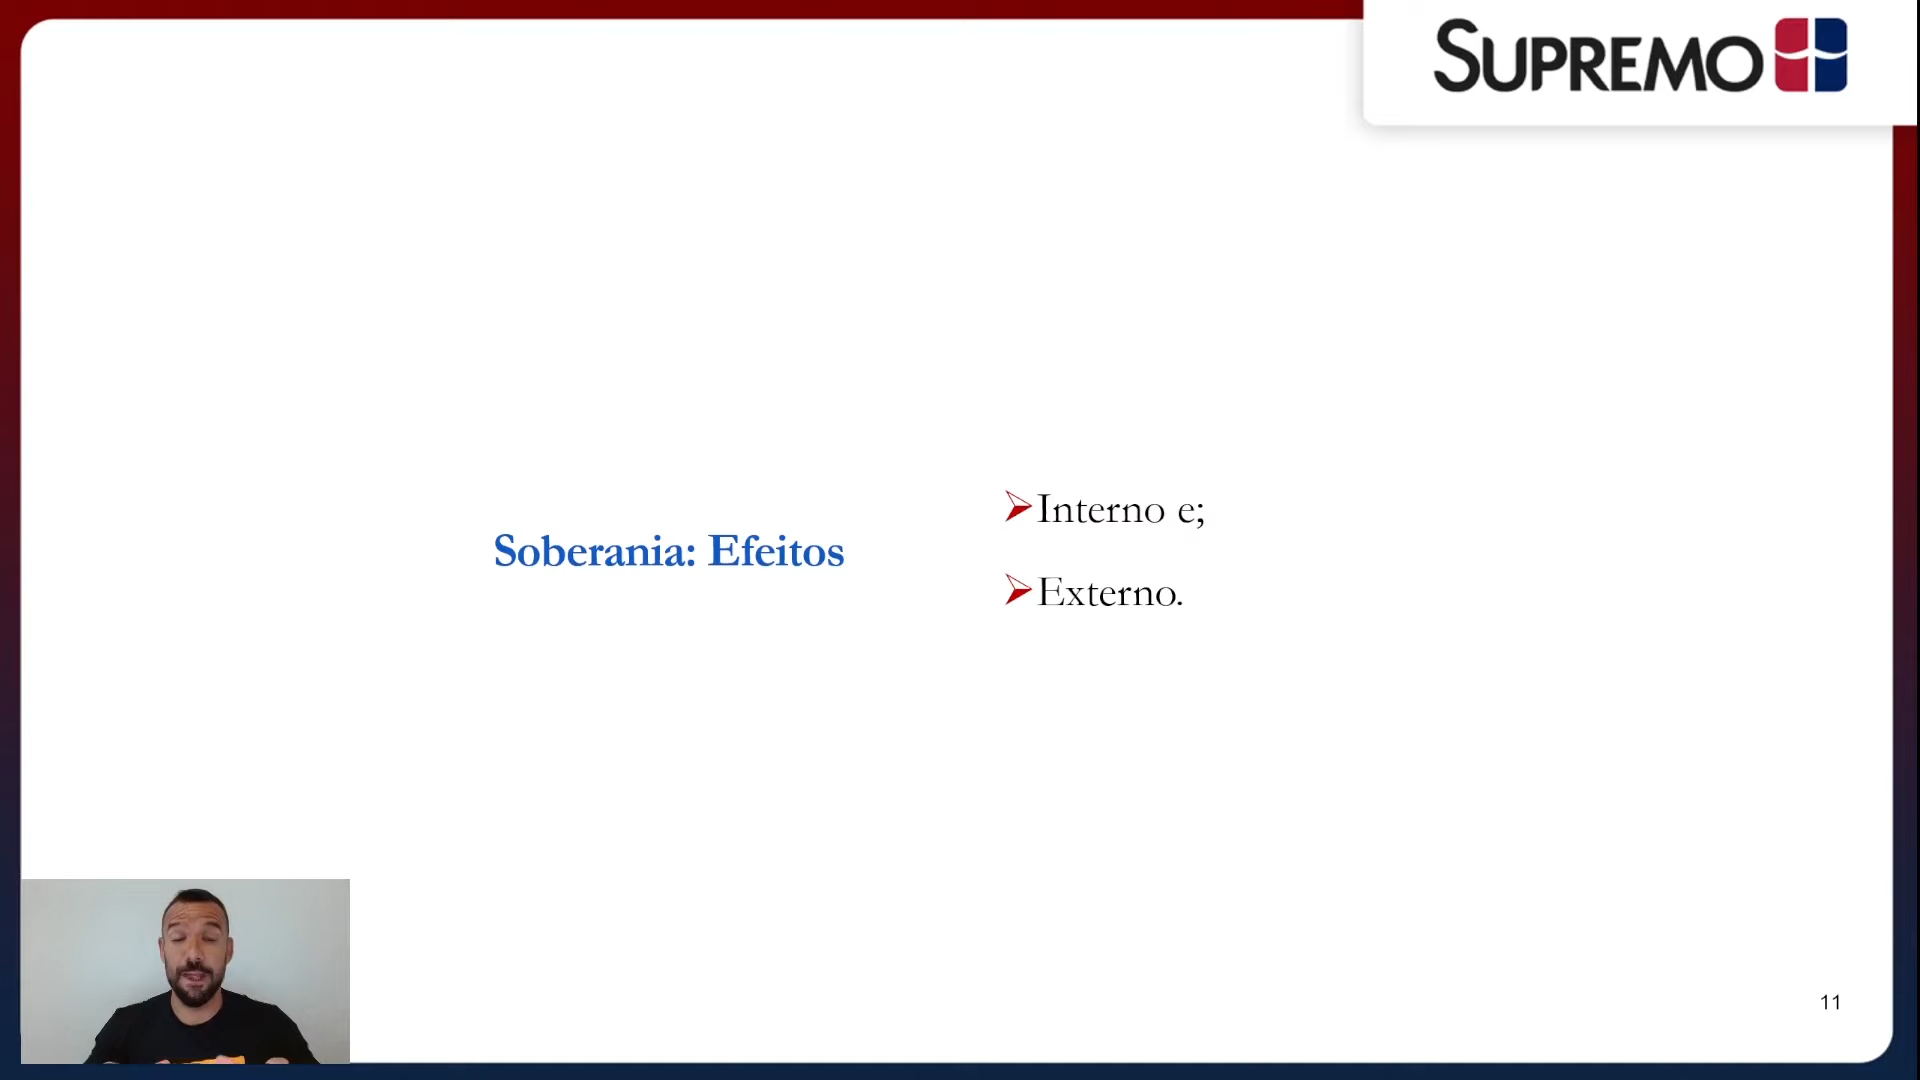 SUPREMO
Soberania: Efeitos
Interno e;
Externo.
11